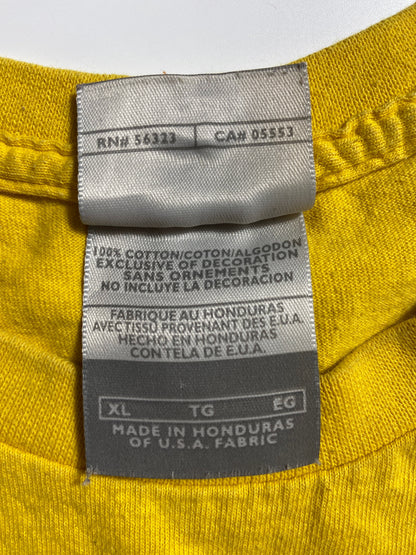 RN# 56323 CA# 05553
100% COTTON/COTON/ALGODON
EXCLUSIVE OF DECORATION
SANS ORNEMENTS
NO INCLUYE LA DECORACION
FABRIQUE AU HONDURAS
AVEC TISSU PROVENANT DES E.U.A.
HECHO EN HONDURAS
CON TELA DE E.U.A.
XL TG EG
MADE IN HONDURAS
OF U.S.A. FABRIC